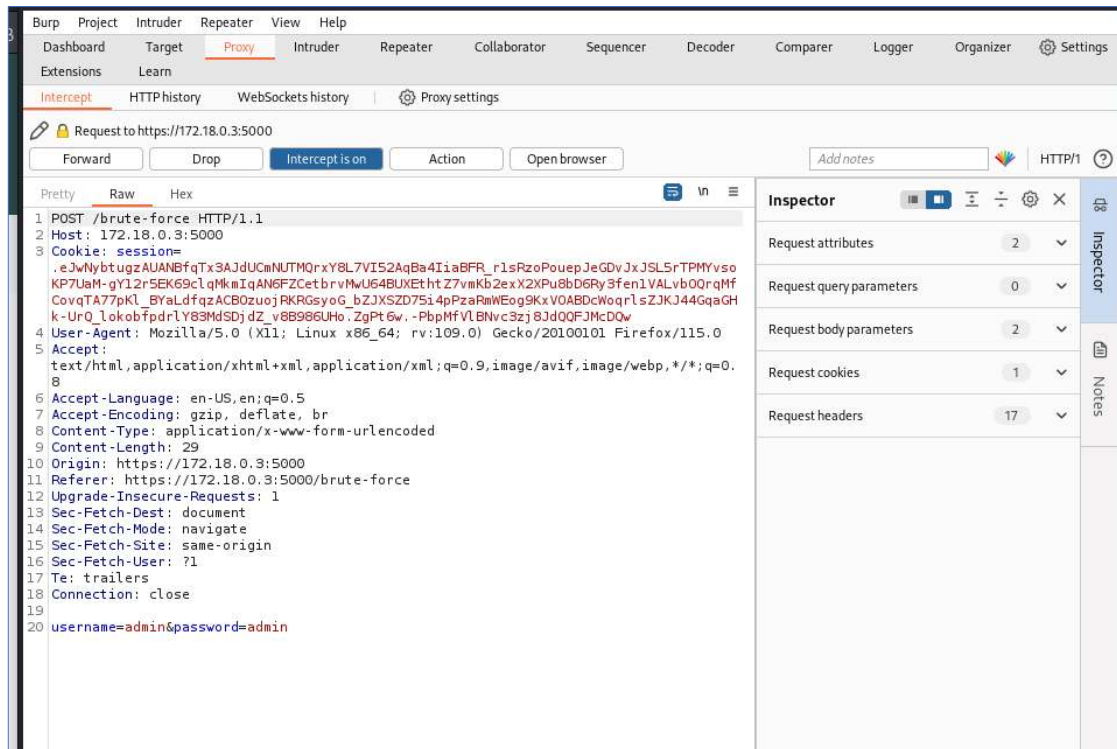 Burp Project Intruder Repeater View Help
Dashboard Target Proxy Intruder Repeater Collaborator Sequencer Decoder Comparer Logger Organizer Settings
Extensions Learn
Intercept HTTP history WebSockets history Proxy settings
Request to https://172.18.0.3:5000
Forward Drop Intercept is on Action Open browser Add notes HTTP/1
Pretty Raw Hex \n
Inspector
Request attributes 2
Request query parameters 0
Request body parameters 2
Request cookies 1
Request headers 17
Inspector
Notes
1 POST /brute-force HTTP/1.1
2 Host: 172.18.0.3:5000
3 Cookie: session=
4 User-Agent: Mozilla/5.0 (X11; Linux x86_64; rv:109.0) Gecko/20100101 Firefox/115.0
5 Accept:
text/html,application/xhtml+xml,application/xml;q=0.9,image/avif,image/webp,*/*;q=0.
8
6 Accept-Language: en-US,en;q=0.5
7 Accept-Encoding: gzip, deflate, br
8 Content-Type: application/x-www-form-urlencoded
9 Content-Length: 29
10 Origin: https://172.18.0.3:5000
11 Referer: https://172.18.0.3:5000/brute-force
12 Upgrade-Insecure-Requests: 1
13 Sec-Fetch-Dest: document
14 Sec-Fetch-Mode: navigate
15 Sec-Fetch-Site: same-origin
16 Sec-Fetch-User: ?1
17 Te: trailers
18 Connection: close
19
20 username=admin&password=admin